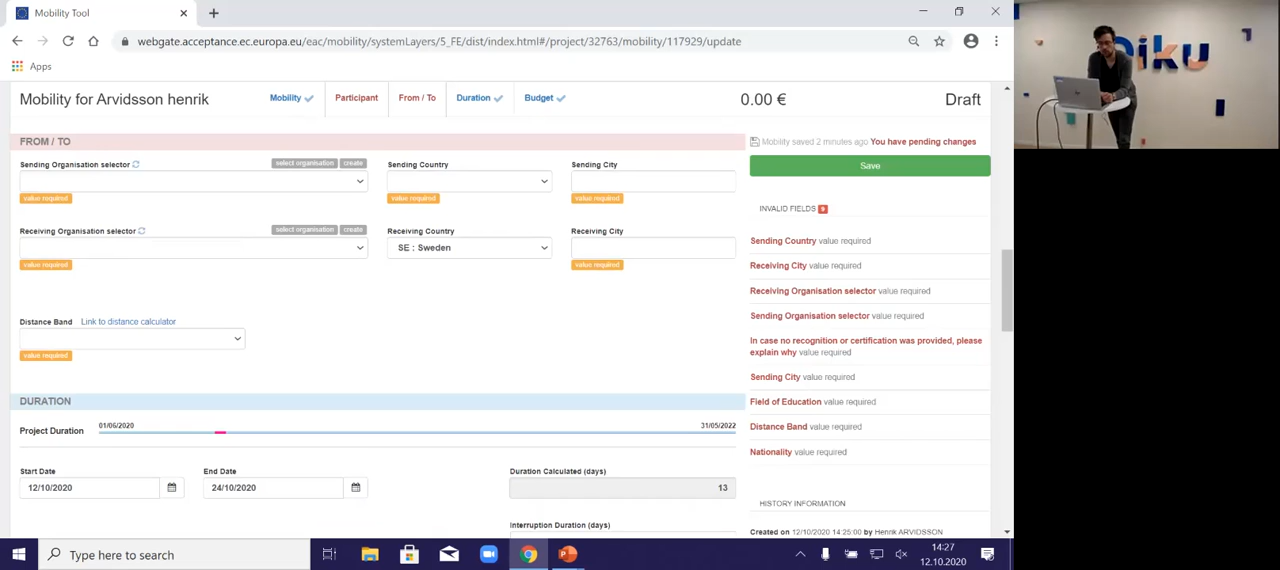 Mobility Tool
webgate.acceptance.ec.europa.eu/eac/mobility/systemLayers/5_FE/dist/index.html#/project/32763/mobility/117929/update
Apps
Mobility for Arvidsson henrik
Mobility
Participant
From / To
Duration
Budget
0.00 €
Draft
FROM / TO
Mobility saved 2 minutes ago You have pending changes
Save
Sending Organisation selector
select organisation
create
Sending Country
Sending City
value required
value required
value required
Receiving Organisation selector
select organisation
create
Receiving Country
Receiving City
SE : Sweden
value required
value required
Distance Band
Link to distance calculator
value required
INVALID FIELDS 9
Sending Country value required
Receiving City value required
Receiving Organisation selector value required
Sending Organisation selector value required
In case no recognition or certification was provided, please
explain why value required
Sending City value required
Field of Education value required
Distance Band value required
Nationality value required
HISTORY INFORMATION
Created on 12/10/2020 14:25:00 by Henrik ARVIDSSON
DURATION
Project Duration
01/06/2020
31/05/2022
Start Date
End Date
Duration Calculated (days)
12/10/2020
24/10/2020
13
Interruption Duration (days)
Type here to search
14:27
12.10.2020